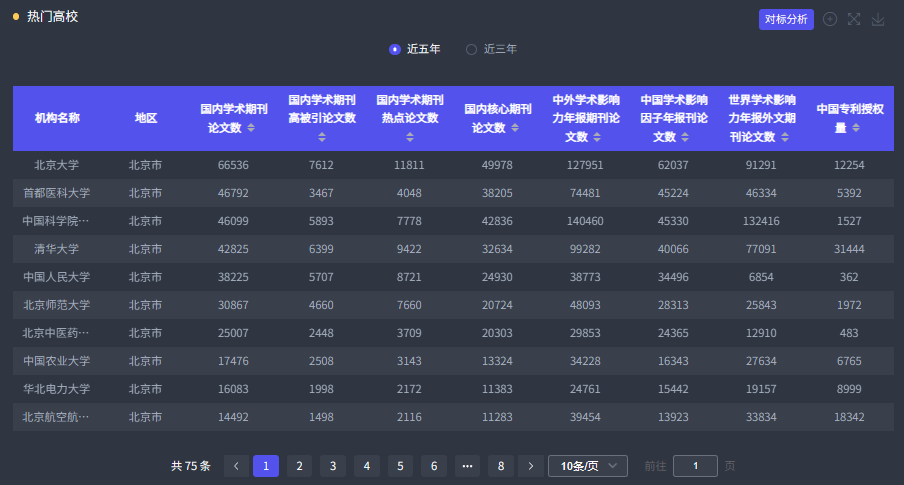 热门高校
对标分析
近五年 近三年
机构名称 地区 国内学术期刊论文数 国内学术期刊高被引论文数 国内学术期刊热点论文数 国内核心期刊论文数 中外学术影响力年报期刊论文数 中国学术影响因子年报刊论文数 世界学术影响力年报外文期刊论文数 中国专利授权量
北京大学 北京市 66536 7612 11811 49978 127951 62037 91291 12254
首都医科大学 北京市 46792 3467 4048 38205 74481 45224 46334 5392
中国科学院… 北京市 46099 5893 7778 42836 140460 45330 132416 1527
清华大学 北京市 42825 6399 9422 32634 99282 40066 77091 31444
中国人民大学 北京市 38225 5707 8721 24930 38773 34496 6854 362
北京师范大学 北京市 30867 4660 7660 20724 48093 28313 25843 1972
北京中医药… 北京市 25007 2448 3709 20303 29853 24365 12910 483
中国农业大学 北京市 17476 2508 3143 13324 34228 16343 27634 6765
华北电力大学 北京市 16083 1998 2172 11383 24761 15442 19157 8999
北京航空航… 北京市 14492 1498 2116 11283 39454 13923 33834 18342
共 75 条 1 2 3 4 5 6 ••• 8 10条/页 前往 1 页